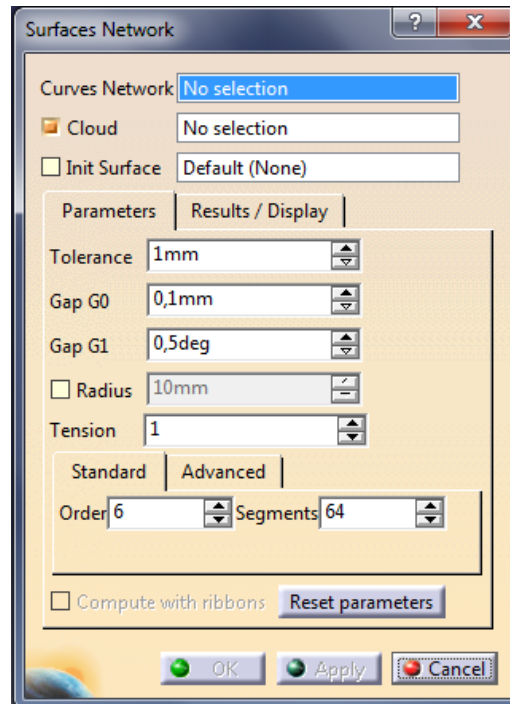 Surfaces Network
?
X
Curves Network No selection
Cloud No selection
Init Surface Default (None)
Parameters Results / Display
Tolerance 1mm
Gap G0 0,1mm
Gap G1 0,5deg
Radius 10mm
Tension 1
Standard Advanced
Order 6 Segments 64
Compute with ribbons Reset parameters
OK Apply Cancel